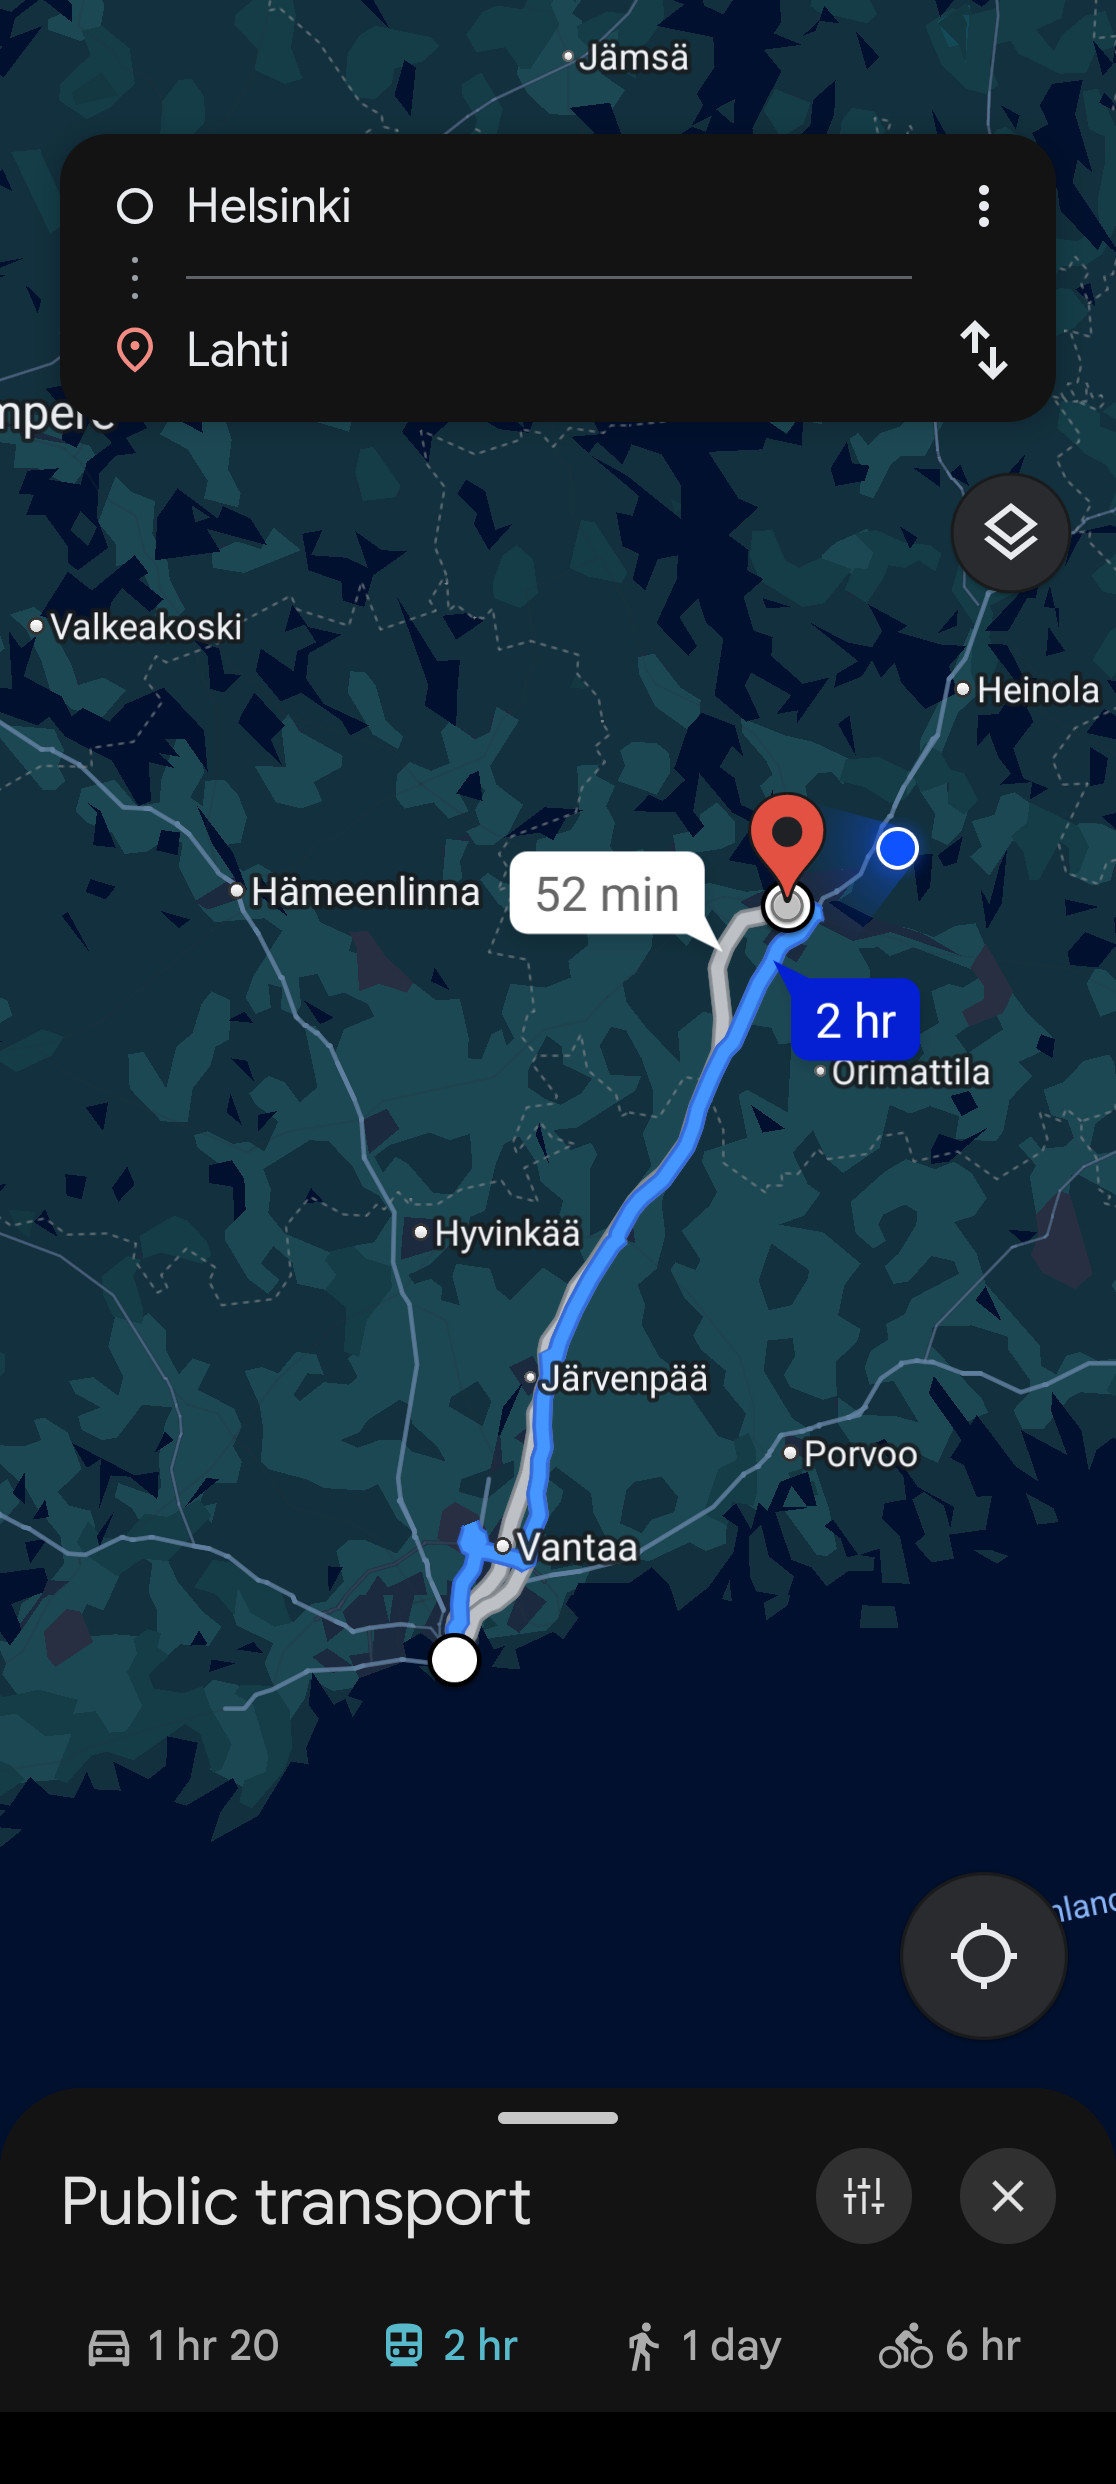 Jämsä
Helsinki
Lahti
Valkeakoski
Heinola
Hämeenlinna
52 min
2 hr
Orimattila
Hyvinkää
Järvenpää
Porvoo
Vantaa
Public transport
1 hr 20
2 hr
1 day
6 hr